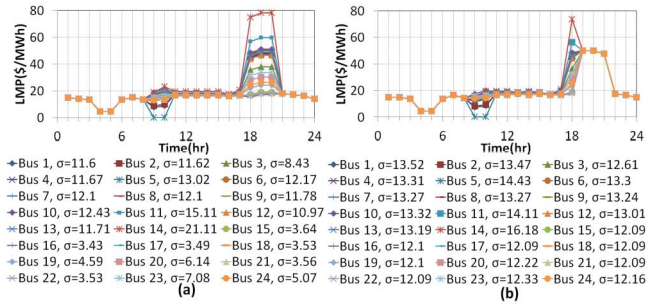 LMP($/MWh)
80
60
40
20
0
0 4 8 12 16 20 24
Time(hr)
Bus 1, σ=11.6 Bus 2, σ=11.62 Bus 3, σ=8.43
Bus 4, σ=11.67 Bus 5, σ=13.02 Bus 6, σ=12.17
Bus 7, σ=12.1 Bus 8, σ=12.1 Bus 9, σ=11.78
Bus 10, σ=12.43 Bus 11, σ=15.11 Bus 12, σ=10.97
Bus 13, σ=11.71 Bus 14, σ=21.11 Bus 15, σ=3.64
Bus 16, σ=3.43 Bus 17, σ=3.49 Bus 18, σ=3.53
Bus 19, σ=4.59 Bus 20, σ=6.14 Bus 21, σ=3.56
Bus 22, σ=3.53 Bus 23, σ=7.08 Bus 24, σ=5.07
(a)
LMP($/MWh)
80
60
40
20
0
0 4 8 12 16 20 24
Time(hr)
Bus 1, σ=13.52 Bus 2, σ=13.47 Bus 3, σ=12.61
Bus 4, σ=13.31 Bus 5, σ=14.43 Bus 6, σ=13.3
Bus 7, σ=13.27 Bus 8, σ=13.27 Bus 9, σ=13.24
Bus 10, σ=13.32 Bus 11, σ=14.11 Bus 12, σ=13.01
Bus 13, σ=13.19 Bus 14, σ=16.18 Bus 15, σ=12.09
Bus 16, σ=12.1 Bus 17, σ=12.09 Bus 18, σ=12.09
Bus 19, σ=12.1 Bus 20, σ=12.22 Bus 21, σ=12.09
Bus 22, σ=12.09 Bus 23, σ=12.33 Bus 24, σ=12.16
(b)